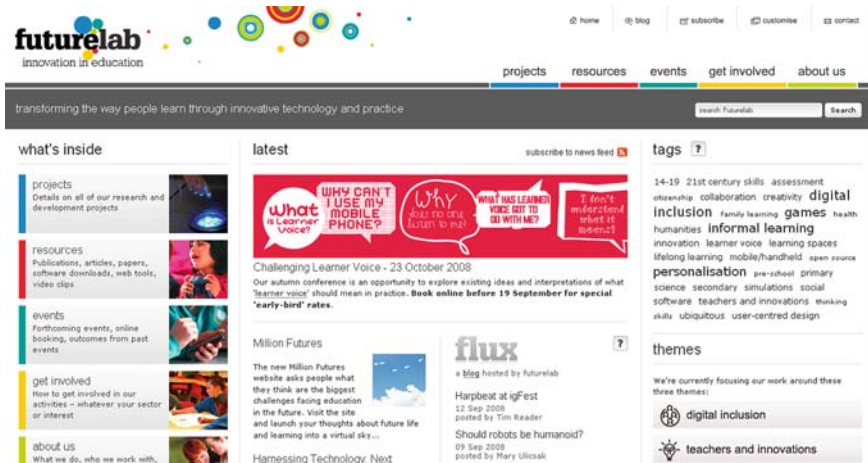 home
blog
subscribe
customise
contact
futurelab
innovation in education
projects
resources
events
get involved
about us
transforming the way people learn through innovative technology and practice
search Futurelab
Search
what's inside
projects
Details on all of our research and
development projects
resources
Publications, articles, papers,
software downloads, web tools,
video clips
events
Forthcoming events, online
booking, outcomes from past
events
get involved
How to get involved in our
activities – whatever your sector
or interest
about us
What we do, who we work with,
latest
subscribe to news feed
What
is Learner
Voice?
WHY CAN'T
I USE MY
MOBILE
PHONE?
Why
does no one
listen to me?
WHAT HAS LEARNER
VOICE GOT TO
DO WITH ME?
I don't
understand
what it
means?
Challenging Learner Voice - 23 October 2008
Our autumn conference is an opportunity to explore existing ideas and interpretations of what
'learner voice' should mean in practice. Book online before 19 September for special
'early-bird' rates.
Million Futures
The new Million Futures
website asks people what
they think are the biggest
challenges facing education
in the future. Visit the site
and launch your thoughts about future life
and learning into a virtual sky...
Harnessing Technology: Next
flux
?
a blog hosted by futurelab
Harpbeat at igFest
12 Sep 2008
posted by Tim Reader
Should robots be humanoid?
09 Sep 2008
posted by Mary Ulicsak
tags ?
14-19 21st century skills assessment
citizenship collaboration creativity digital
inclusion family learning games health
humanities informal learning
innovation learner voice learning spaces
lifelong learning mobile/handheld open source
personalisation pre-school primary
science secondary simulations social
software teachers and innovations thinking
skills ubiquitous user-centred design
themes
We're currently focusing our work around these
three themes:
digital inclusion
teachers and innovations